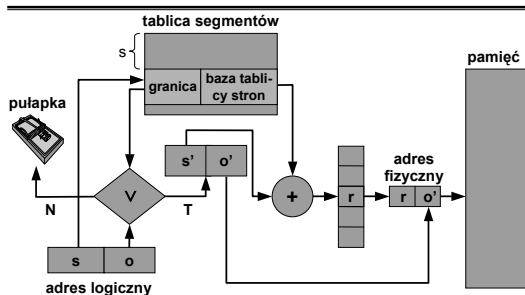 tablica segmentów
s
granica
baza tabli-
cy stron
pamięć
pułapka
s' o'
adres
fizyczny
N
V
T
+
r
r o'
s o
adres logiczny